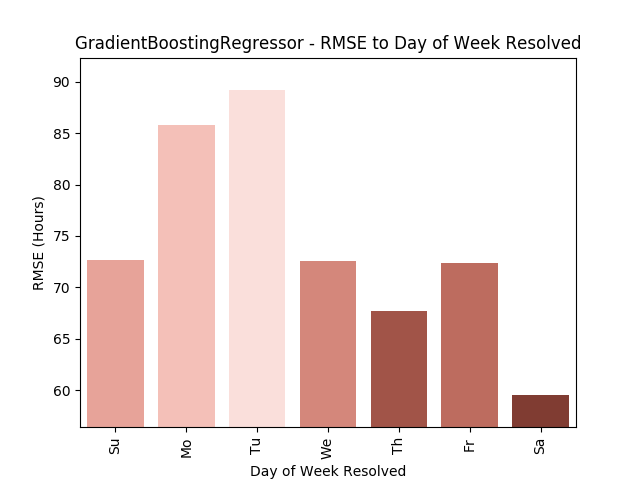 GradientBoostingRegressor - RMSE to Day of Week Resolved
90
85
80
75
70
65
60
RMSE (Hours)
Su
Mo
Tu
We
Th
Fr
Sa
Day of Week Resolved